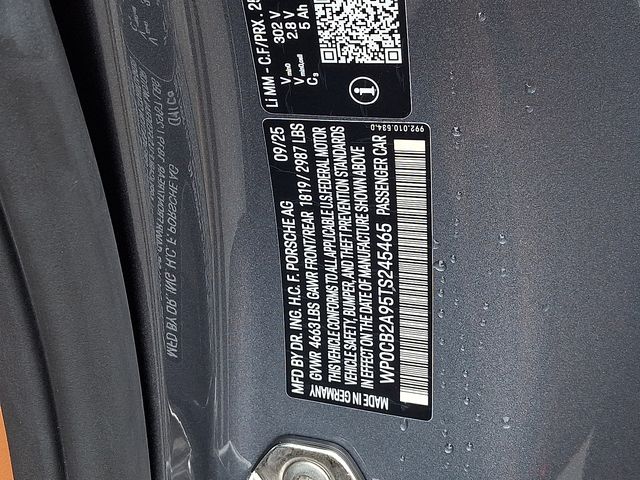 Li MM - C.F/PRX.
302 V
Vmin0 2.8 V
C3 5 Ah
i
992.010.534.0
MFD BY DR. ING. H.C. F. PORSCHE AG 09/25
GVWR 4663 LBS GAWR FRONT/REAR 1819 / 2987 LBS
THIS VEHICLE CONFORMS TO ALL APPLICABLE U.S. FEDERAL MOTOR
VEHICLE SAFETY, BUMPER, AND THEFT PREVENTION STANDARDS
IN EFFECT ON THE DATE OF MANUFACTURE SHOWN ABOVE
WP0CB2A95TS245465 PASSENGER CAR
MADE IN GERMANY